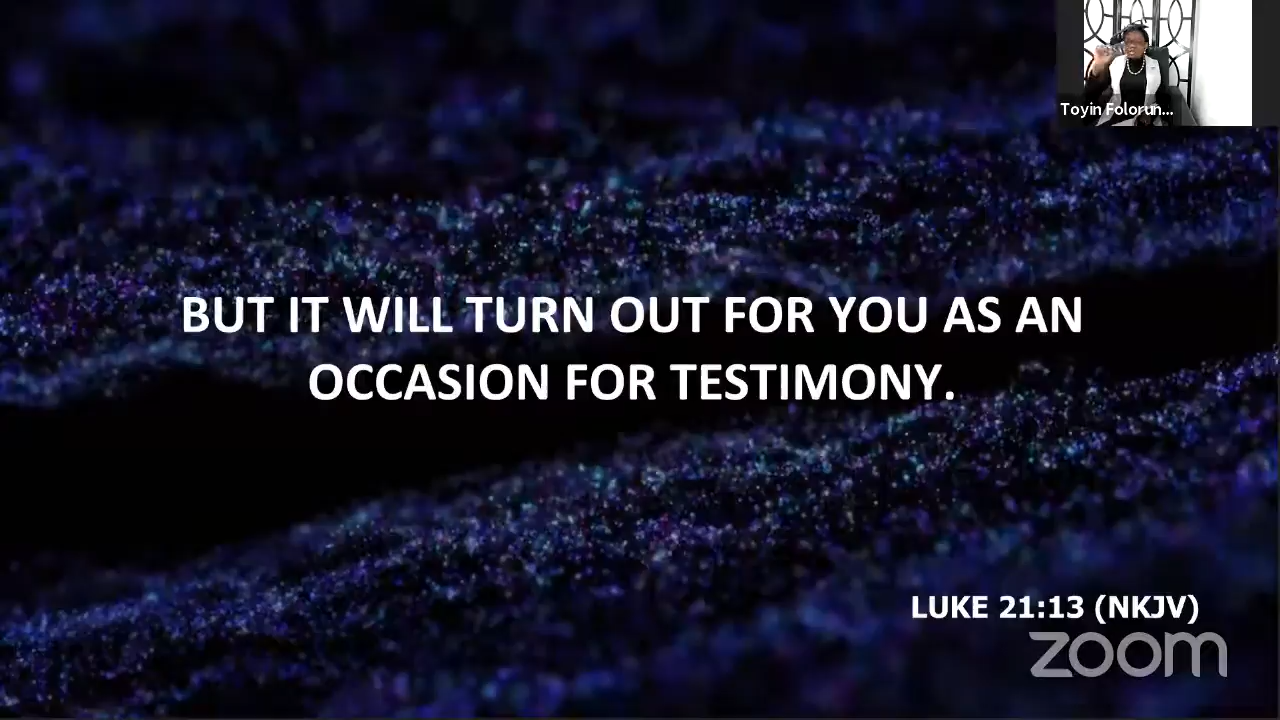 Toyin Folorun...
BUT IT WILL TURN OUT FOR YOU AS AN
OCCASION FOR TESTIMONY.
LUKE 21:13 (NKJV)
zoom